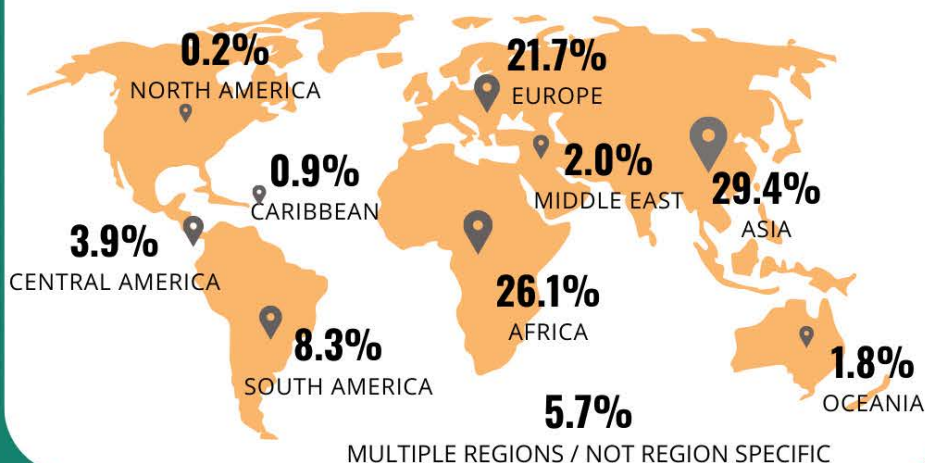 0.2%
NORTH AMERICA
21.7%
EUROPE
0.9%
CARIBBEAN
2.0%
MIDDLE EAST
29.4%
ASIA
3.9%
CENTRAL AMERICA
26.1%
AFRICA
8.3%
SOUTH AMERICA
1.8%
OCEANIA
5.7%
MULTIPLE REGIONS / NOT REGION SPECIFIC